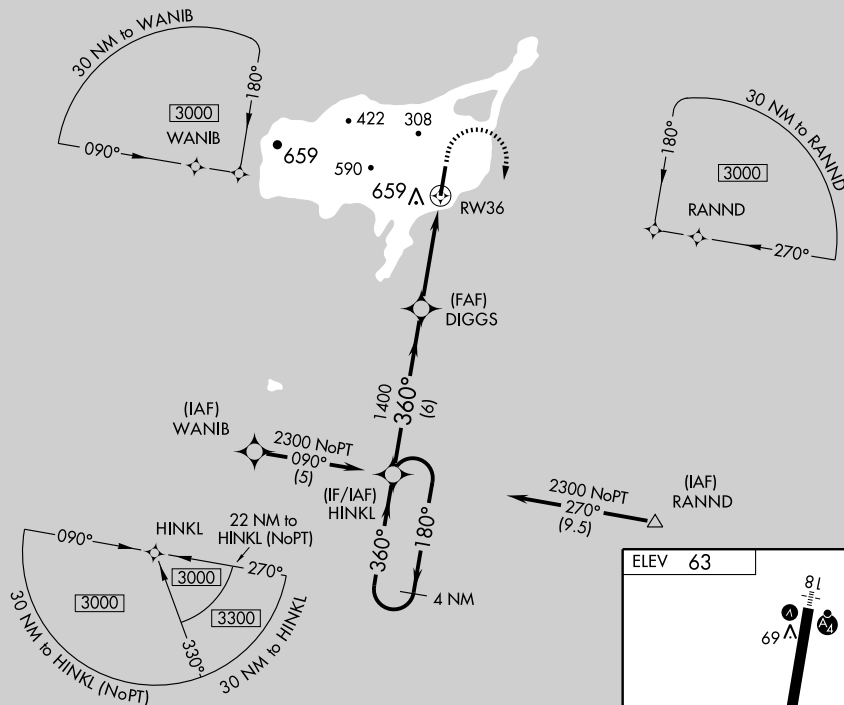 30 NM to WANIB
180°
3000
WANIB
090°
422
308
659
590
659
RW36
30 NM to RANND
180°
3000
RANND
270°
(FAF)
DIGGS
1400
360°
(6)
(IAF)
WANIB
2300 NoPT
090°
(5)
(IF/IAF)
HINKL
360°
180°
4 NM
2300 NoPT
270°
(9.5)
(IAF)
RANND
HINKL
22 NM to
HINKL (NoPT)
090°
270°
3000
3000
3300
330°
30 NM to HINKL (NoPT)
30 NM to HINKL
ELEV 63
18
69
V
A4